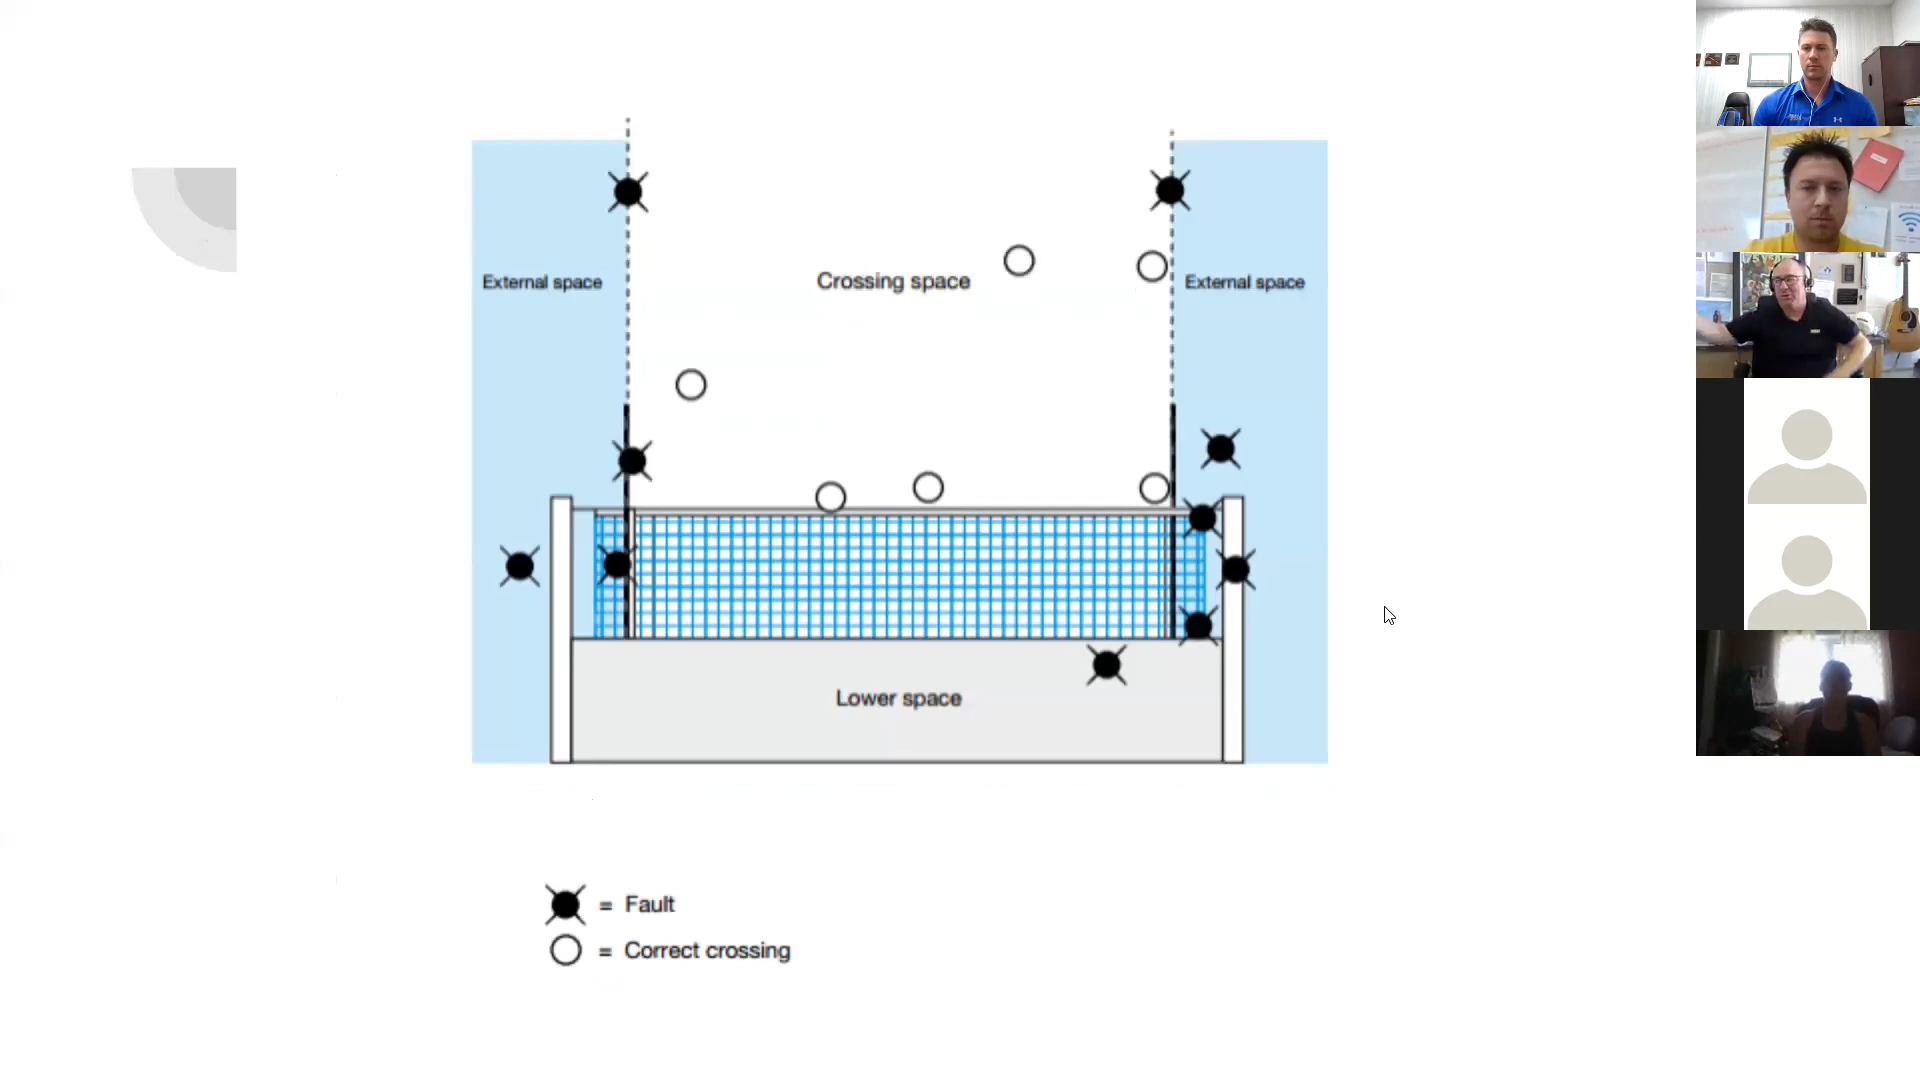 External space
Crossing space
External space
Lower space
= Fault
= Correct crossing